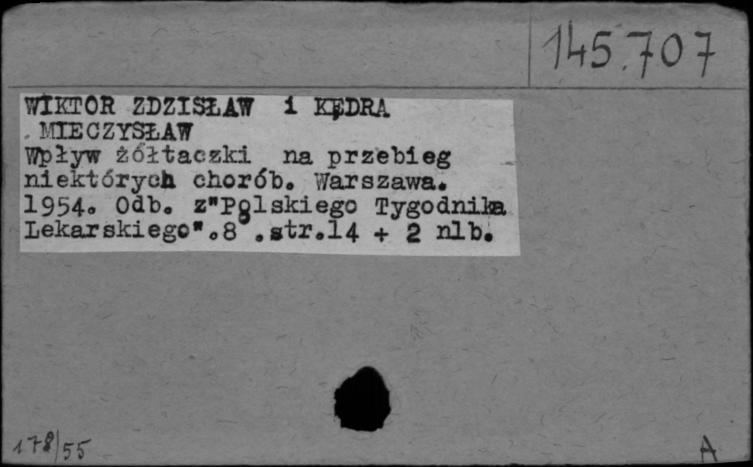 145.707
WIKTOR ZDZISŁAW i KĘDRA
MIECZYSŁAW
Wpływ żółtaczki na przebieg
niektórych chorób. Warszawa.
1954. Odb. z"Polskiego Tygodnika
Lekarskiego".8°.str.14 + 2 nlb.
178/55
A